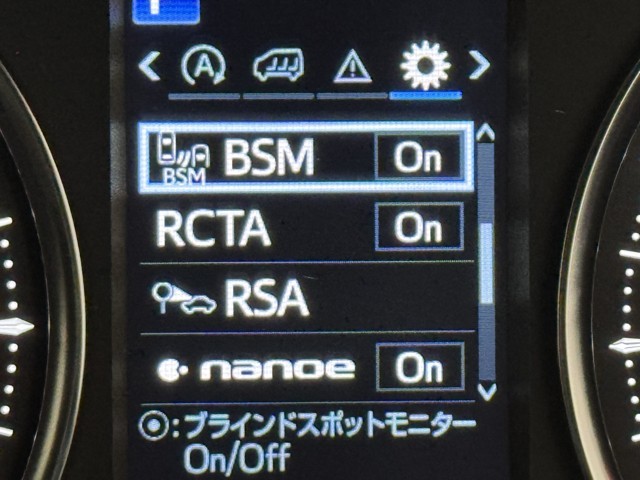 A
BSM BSM On
RCTA On
RSA
nanoe On
:ブラインドスポットモニター
On/Off